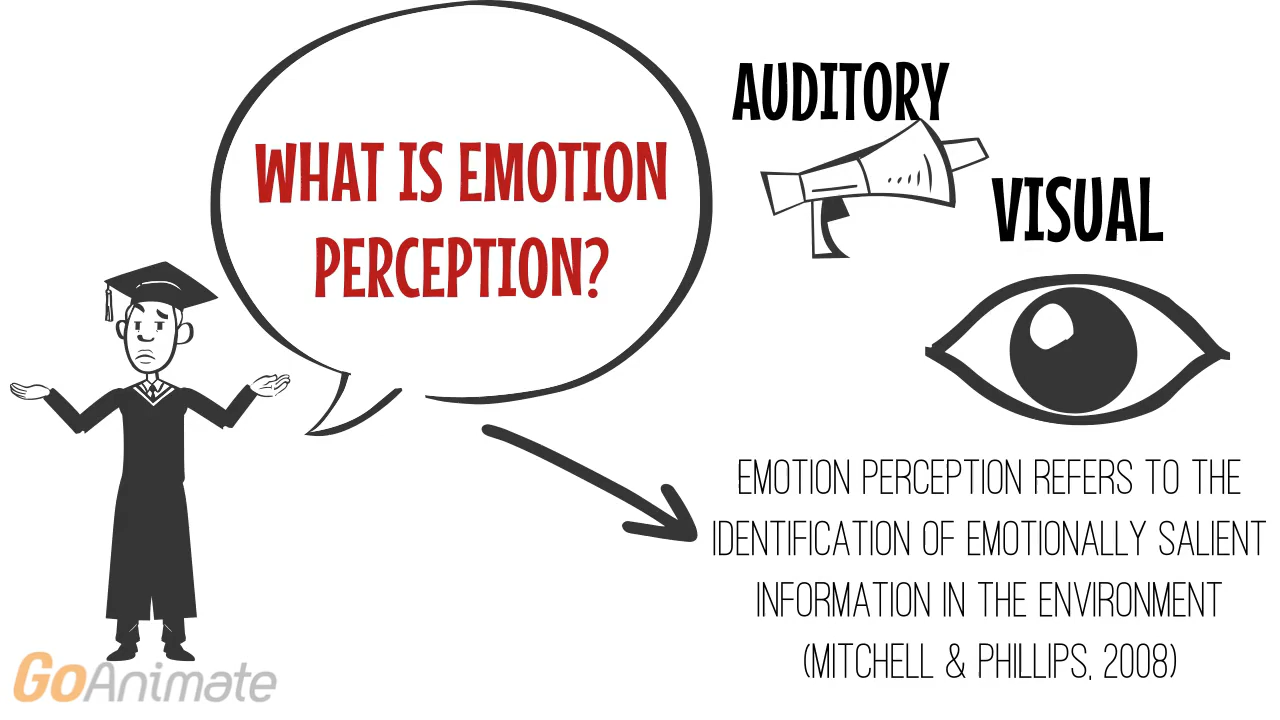 WHAT IS EMOTION
PERCEPTION?
AUDITORY
VISUAL
EMOTION PERCEPTION REFERS TO THE
IDENTIFICATION OF EMOTIONALLY SALIENT
INFORMATION IN THE ENVIRONMENT
(MITCHELL & PHILLIPS, 2008)
GoAnimate